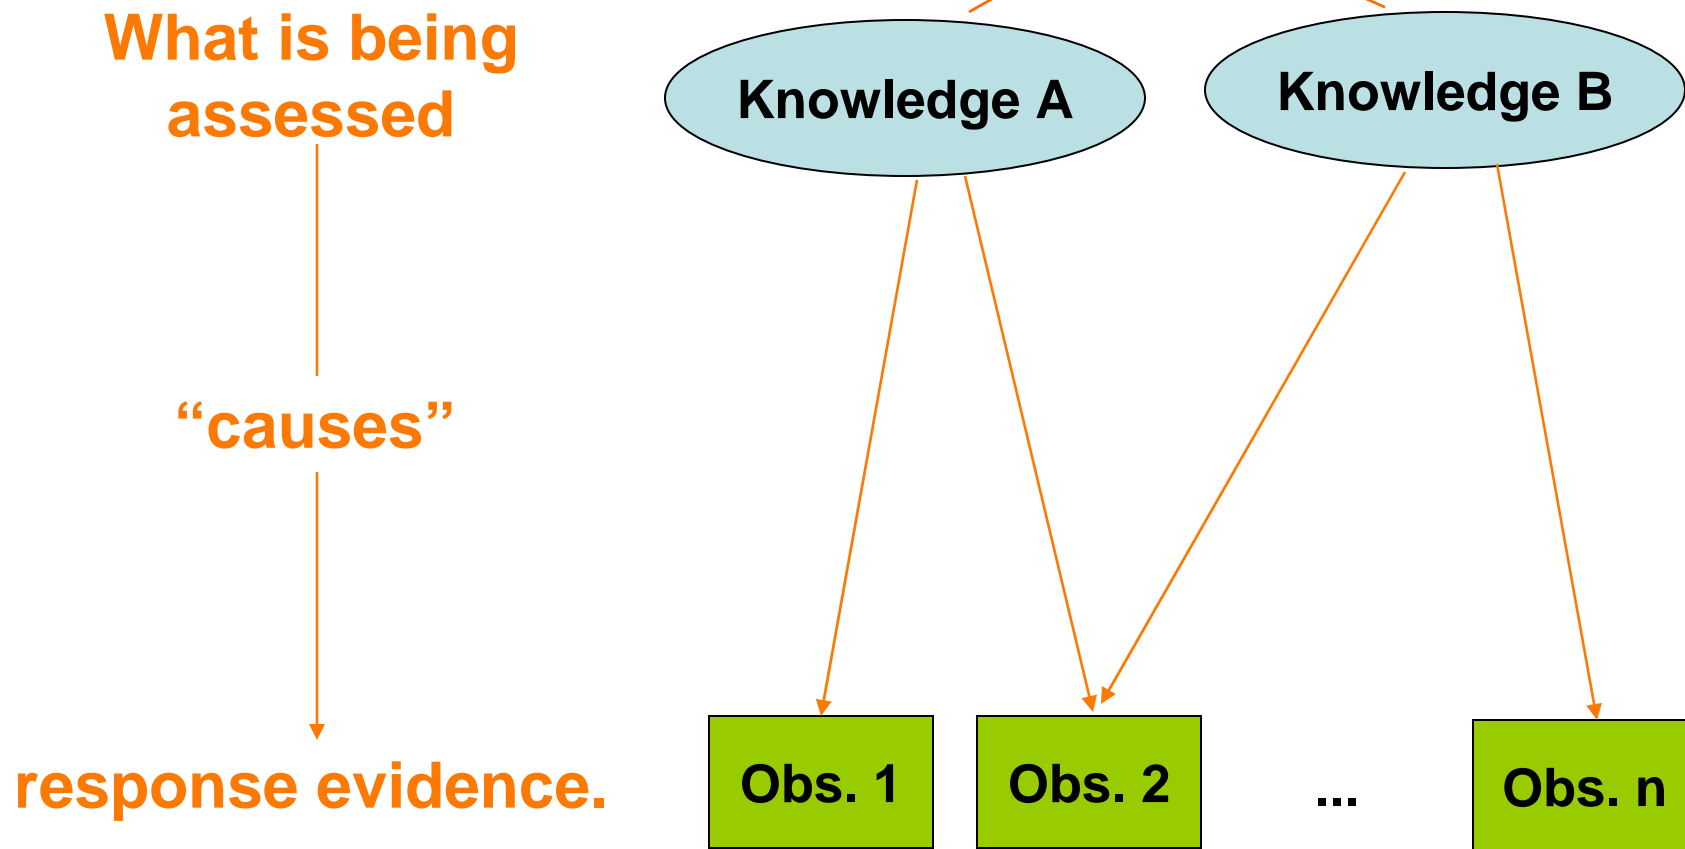 What is being
assessed
“causes”
response evidence.
Knowledge A
Knowledge B
Obs. 1
Obs. 2
...
Obs. n